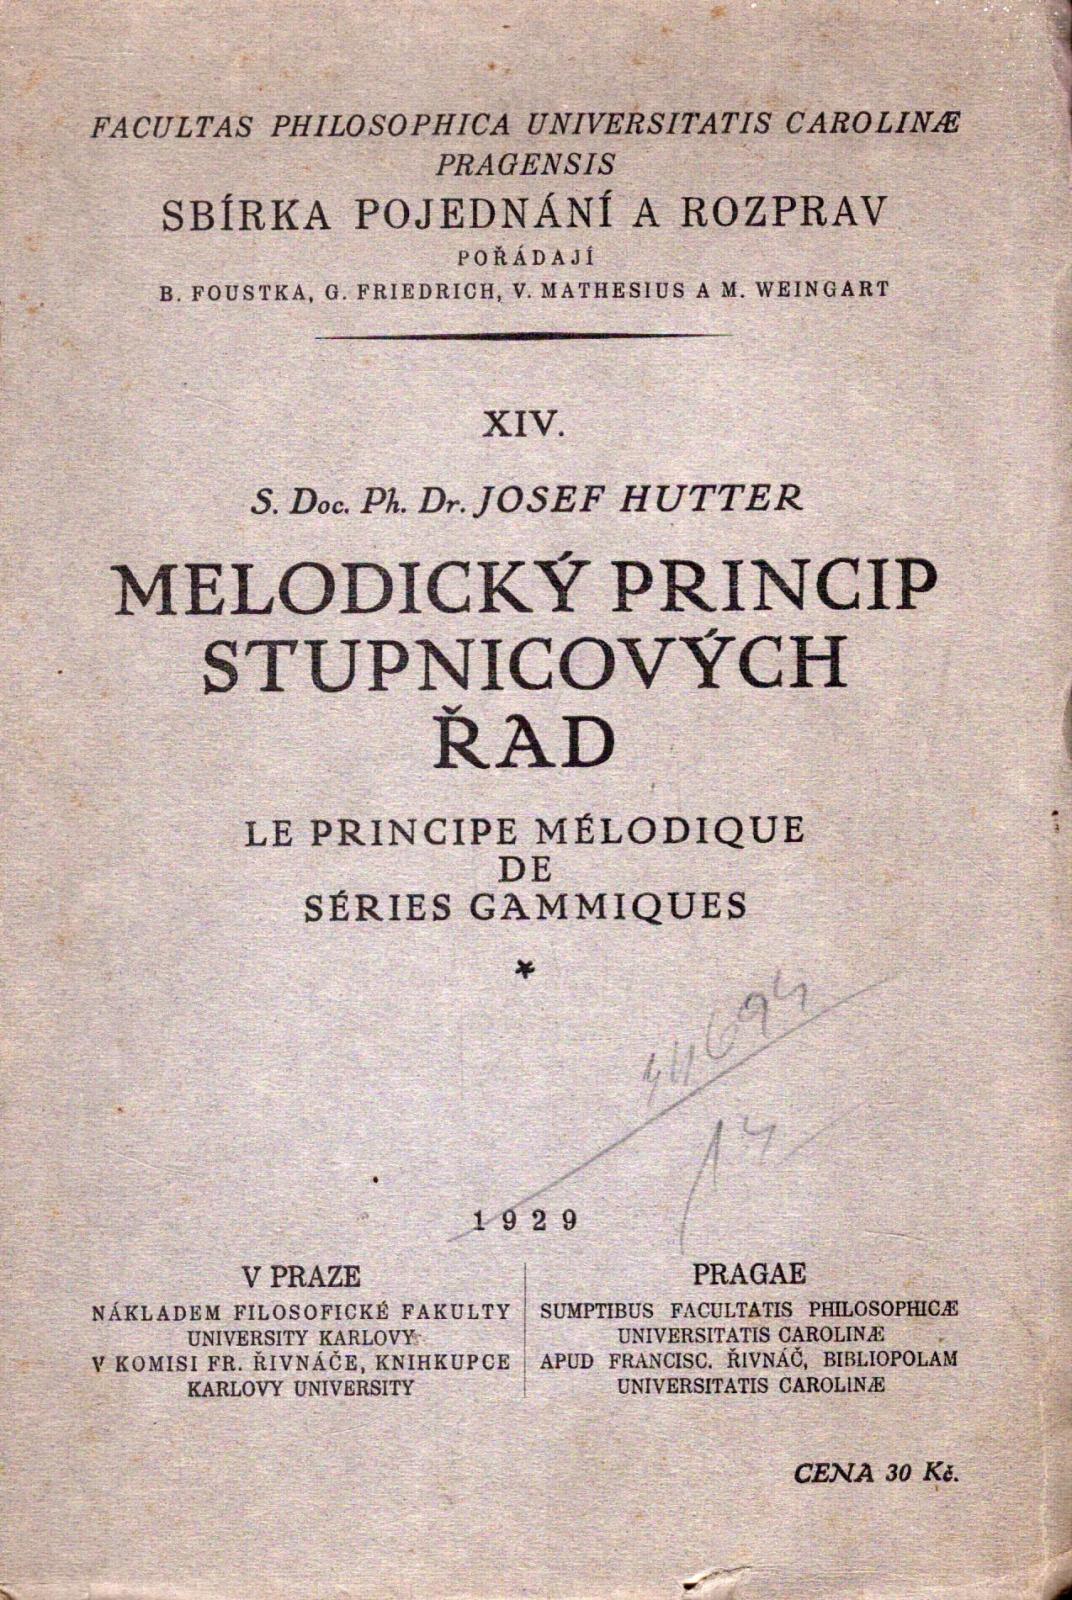 FACULTAS PHILOSOPHICA UNIVERSITATIS CAROLINÆ
PRAGENSIS
SBÍRKA POJEDNÁNÍ A ROZPRAV
POŘÁDAJÍ
B. FOUSTKA, G. FRIEDRICH, V. MATHESIUS A M. WEINGART
XIV.
S. Doc. Ph. Dr. JOSEF HUTTER
MELODICKÝ PRINCIP
STUPNICOVÝCH
ŘAD
LE PRINCIPE MÉLODIQUE
DE
SÉRIES GAMMIQUES
*
1929
V PRAZE
NÁKLADEM FILOSOFICKÉ FAKULTY
UNIVERSITY KARLOVY
V KOMISI FR. ŘIVNÁČE, KNIHKUPCE
KARLOVY UNIVERSITY
PRAGAE
SUMPTIBUS FACULTATIS PHILOSOPHICÆ
UNIVERSITATIS CAROLINÆ
APUD FRANCISC. ŘIVNÁČ, BIBLIOPOLAM
UNIVERSITATIS CAROLINÆ
CENA 30 Kč.